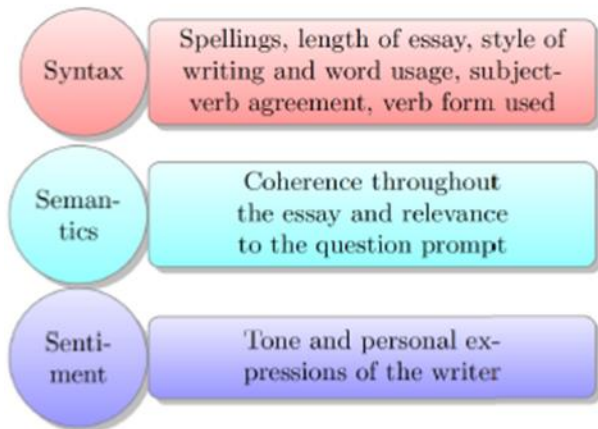 Syntax
Spellings, length of essay, style of
writing and word usage, subject-
verb agreement, verb form used
Seman-
tics
Coherence throughout
the essay and relevance
to the question prompt
Senti-
ment
Tone and personal ex-
pressions of the writer